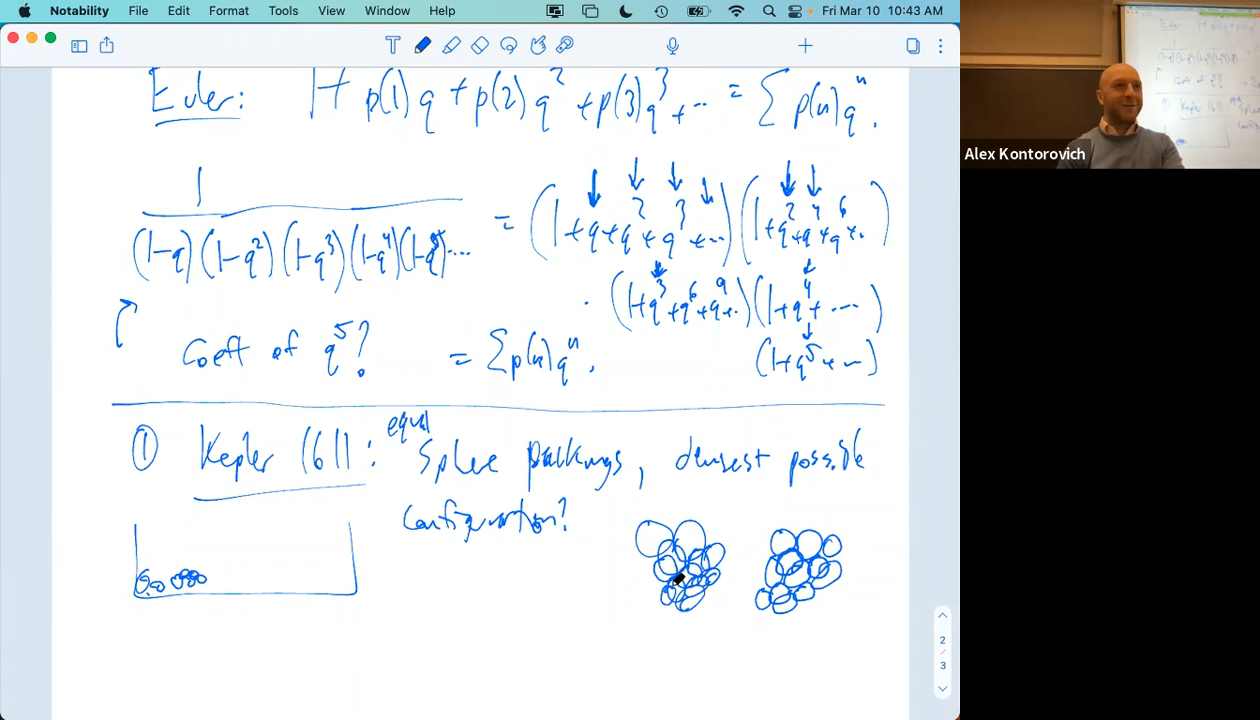 Notability File Edit Format Tools View Window Help Fri Mar 10 10:43 AM
Alex Kontorovich
Euler: 1 + p(1)q + p(2)q² + p(3)q³ + ... = Σ p(n)qⁿ.
1
(1-q)(1-q²)(1-q³)(1-q⁴)(1-q⁵)... = (1+q+q²+q³+...)(1+q²+q⁴+q⁶+..)
· (1+q³+q⁶+q⁹+..)(1+q⁴+....)
Coeff of q⁵? = Σp(n)qⁿ. (1+q⁵+...)
① Kepler 1611: equal Sphere packings, densest possible
configuration?
2
/
3